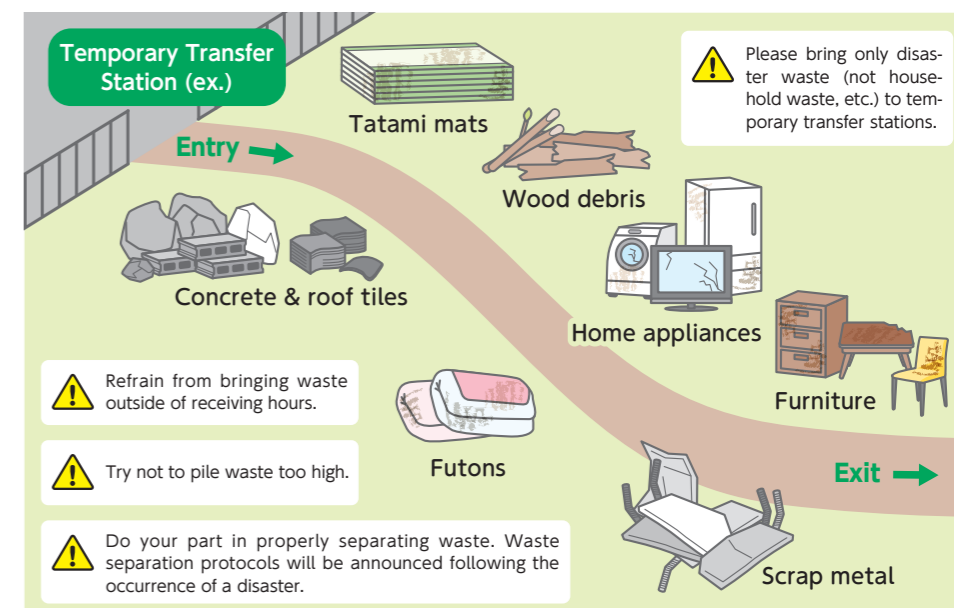 Temporary Transfer
Station (ex.)
Tatami mats
Please bring only disas-
ter waste (not house-
hold waste, etc.) to tem-
porary transfer stations.
Entry
Wood debris
Concrete & roof tiles
Home appliances
Furniture
Refrain from bringing waste
outside of receiving hours.
Futons
Try not to pile waste too high.
Exit
Do your part in properly separating waste. Waste
separation protocols will be announced following the
occurrence of a disaster.
Scrap metal